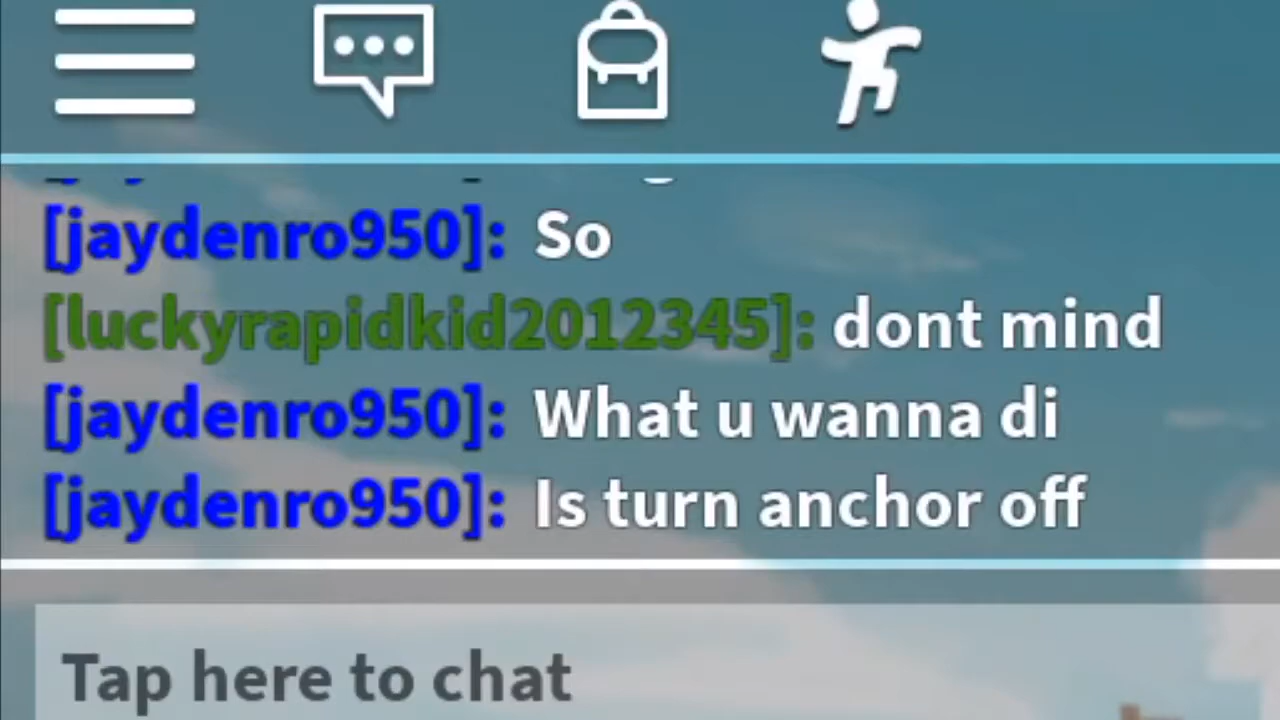 [jaydenro950]: So
[luckyrapidkid2012345]: dont mind
[jaydenro950]: What u wanna di
[jaydenro950]: Is turn anchor off
Tap here to chat